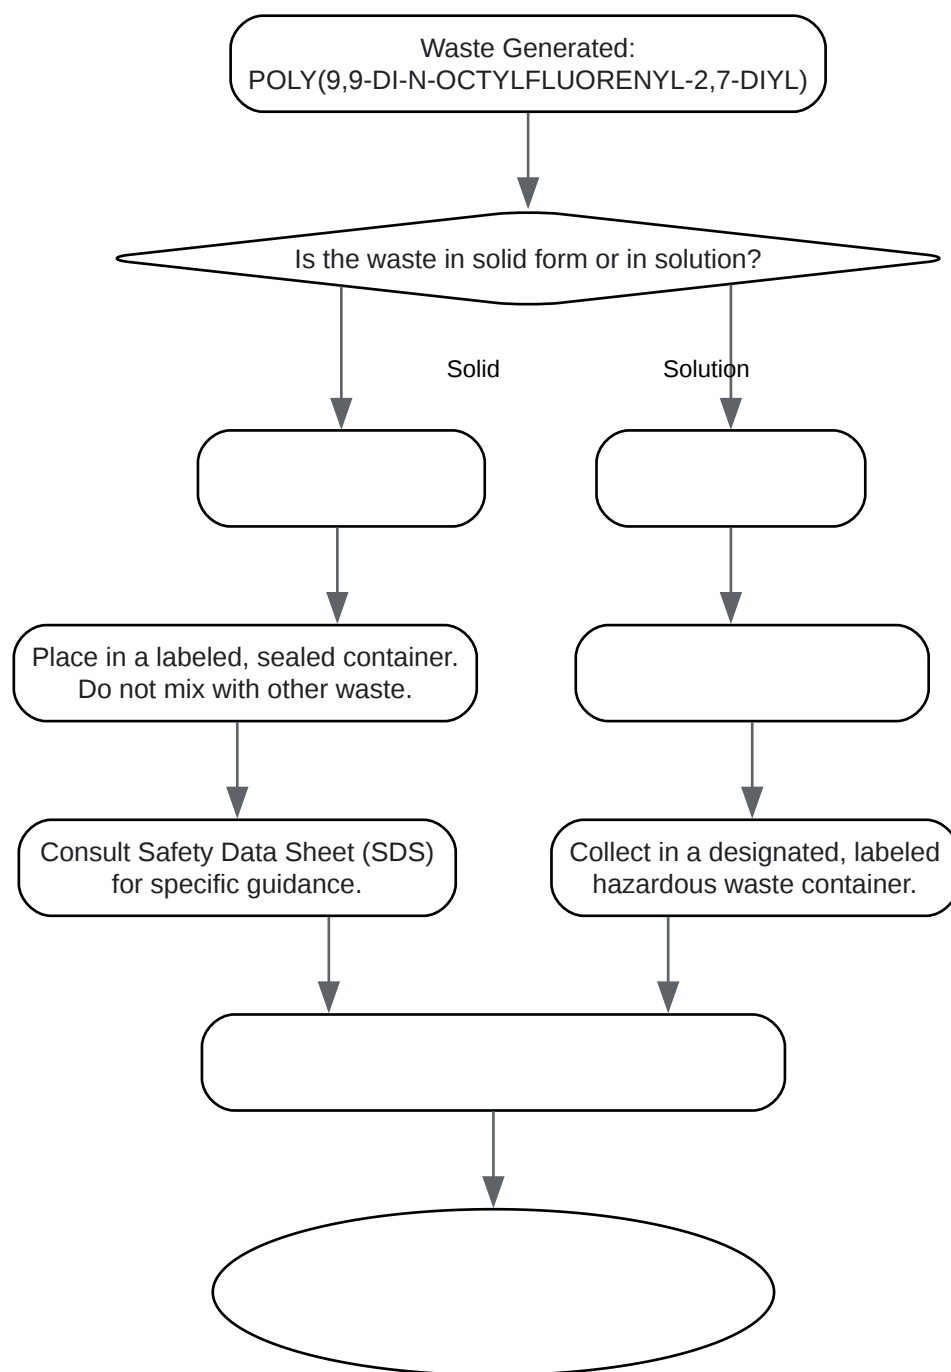 Waste Generated:
POLY(9,9-DI-N-OCTYLFLUORENYL-2,7-DIYL)
Is the waste in solid form or in solution?
Solid
Solution
Place in a labeled, sealed container.
Do not mix with other waste.
Consult Safety Data Sheet (SDS)
for specific guidance.
Collect in a designated, labeled
hazardous waste container.